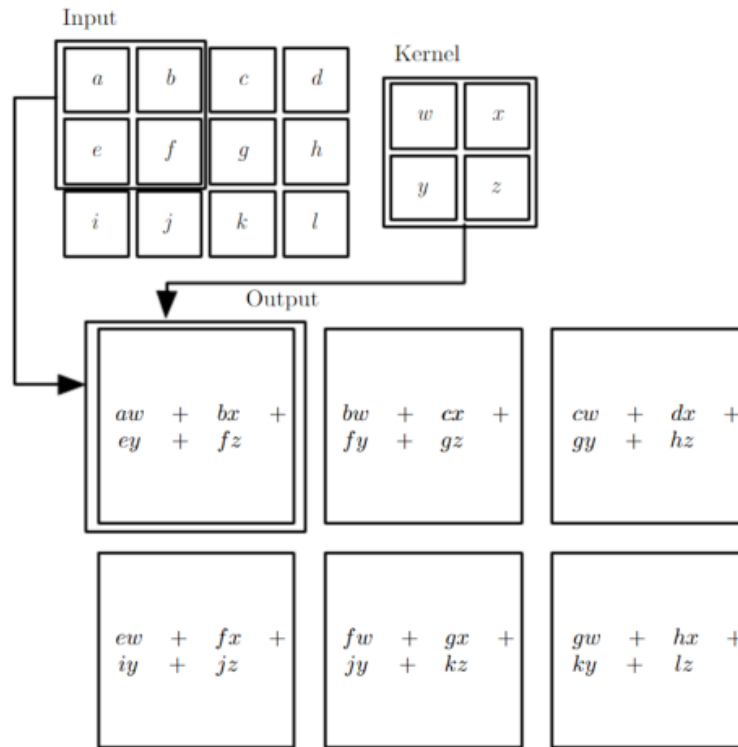 Input
Kernel
a b c d
w x
e f g h
y z
i j k l
Output
aw + bx +
ey + fz
bw + cx +
fy + gz
cw + dx +
gy + hz
ew + fx +
iy + jz
fw + gx +
jy + kz
gw + hx +
ky + lz